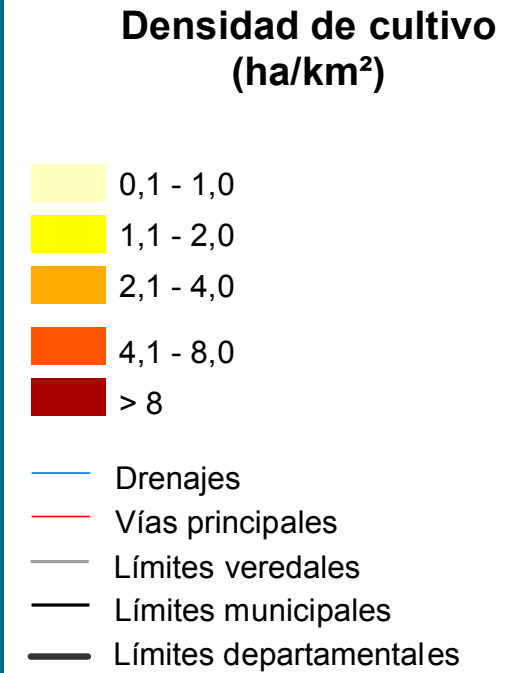 Densidad de cultivo
(ha/km²)
0,1 - 1,0
1,1 - 2,0
2,1 - 4,0
4,1 - 8,0
> 8
Drenajes
Vías principales
Límites veredales
Límites municipales
Límites departamentales